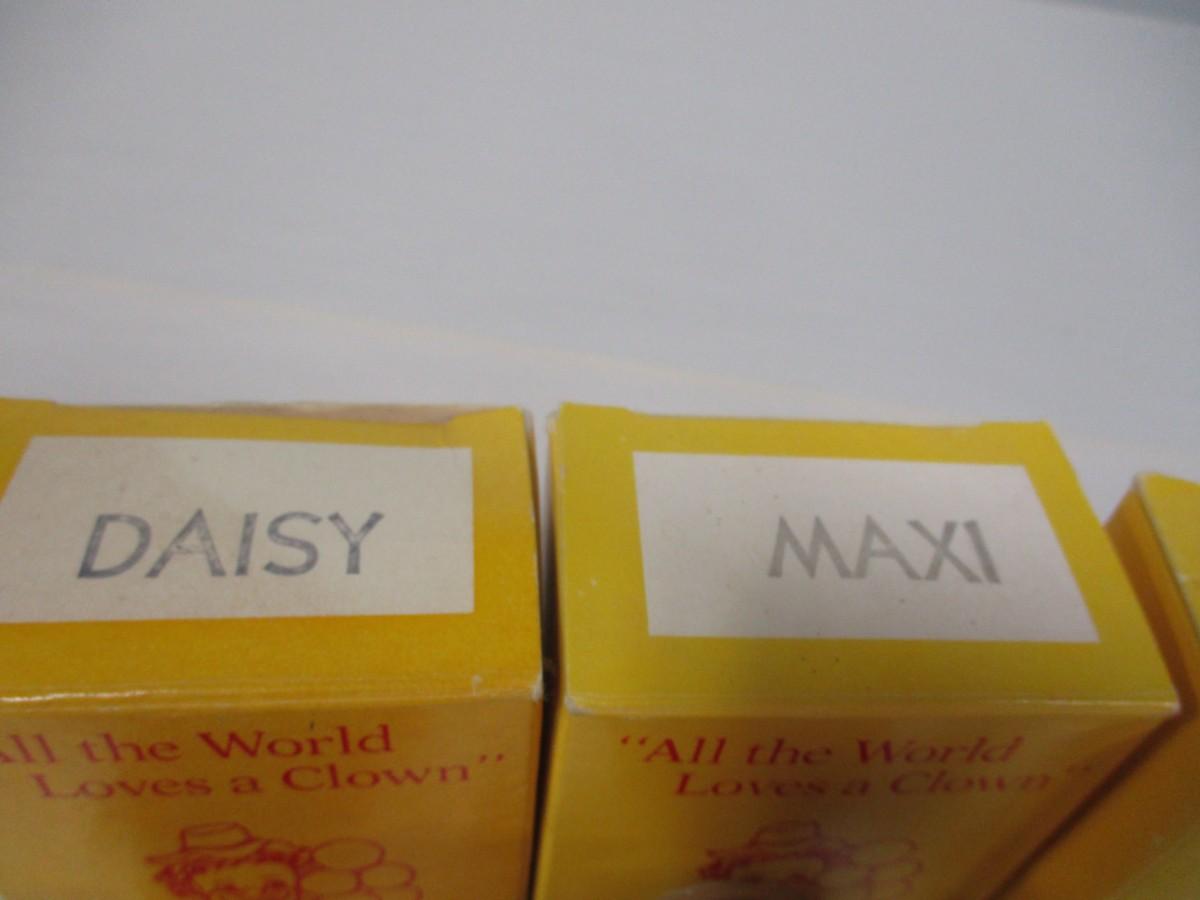 DAISY
All the World
Loves a Clown”
MAXI
“All the World
Loves a Clown”